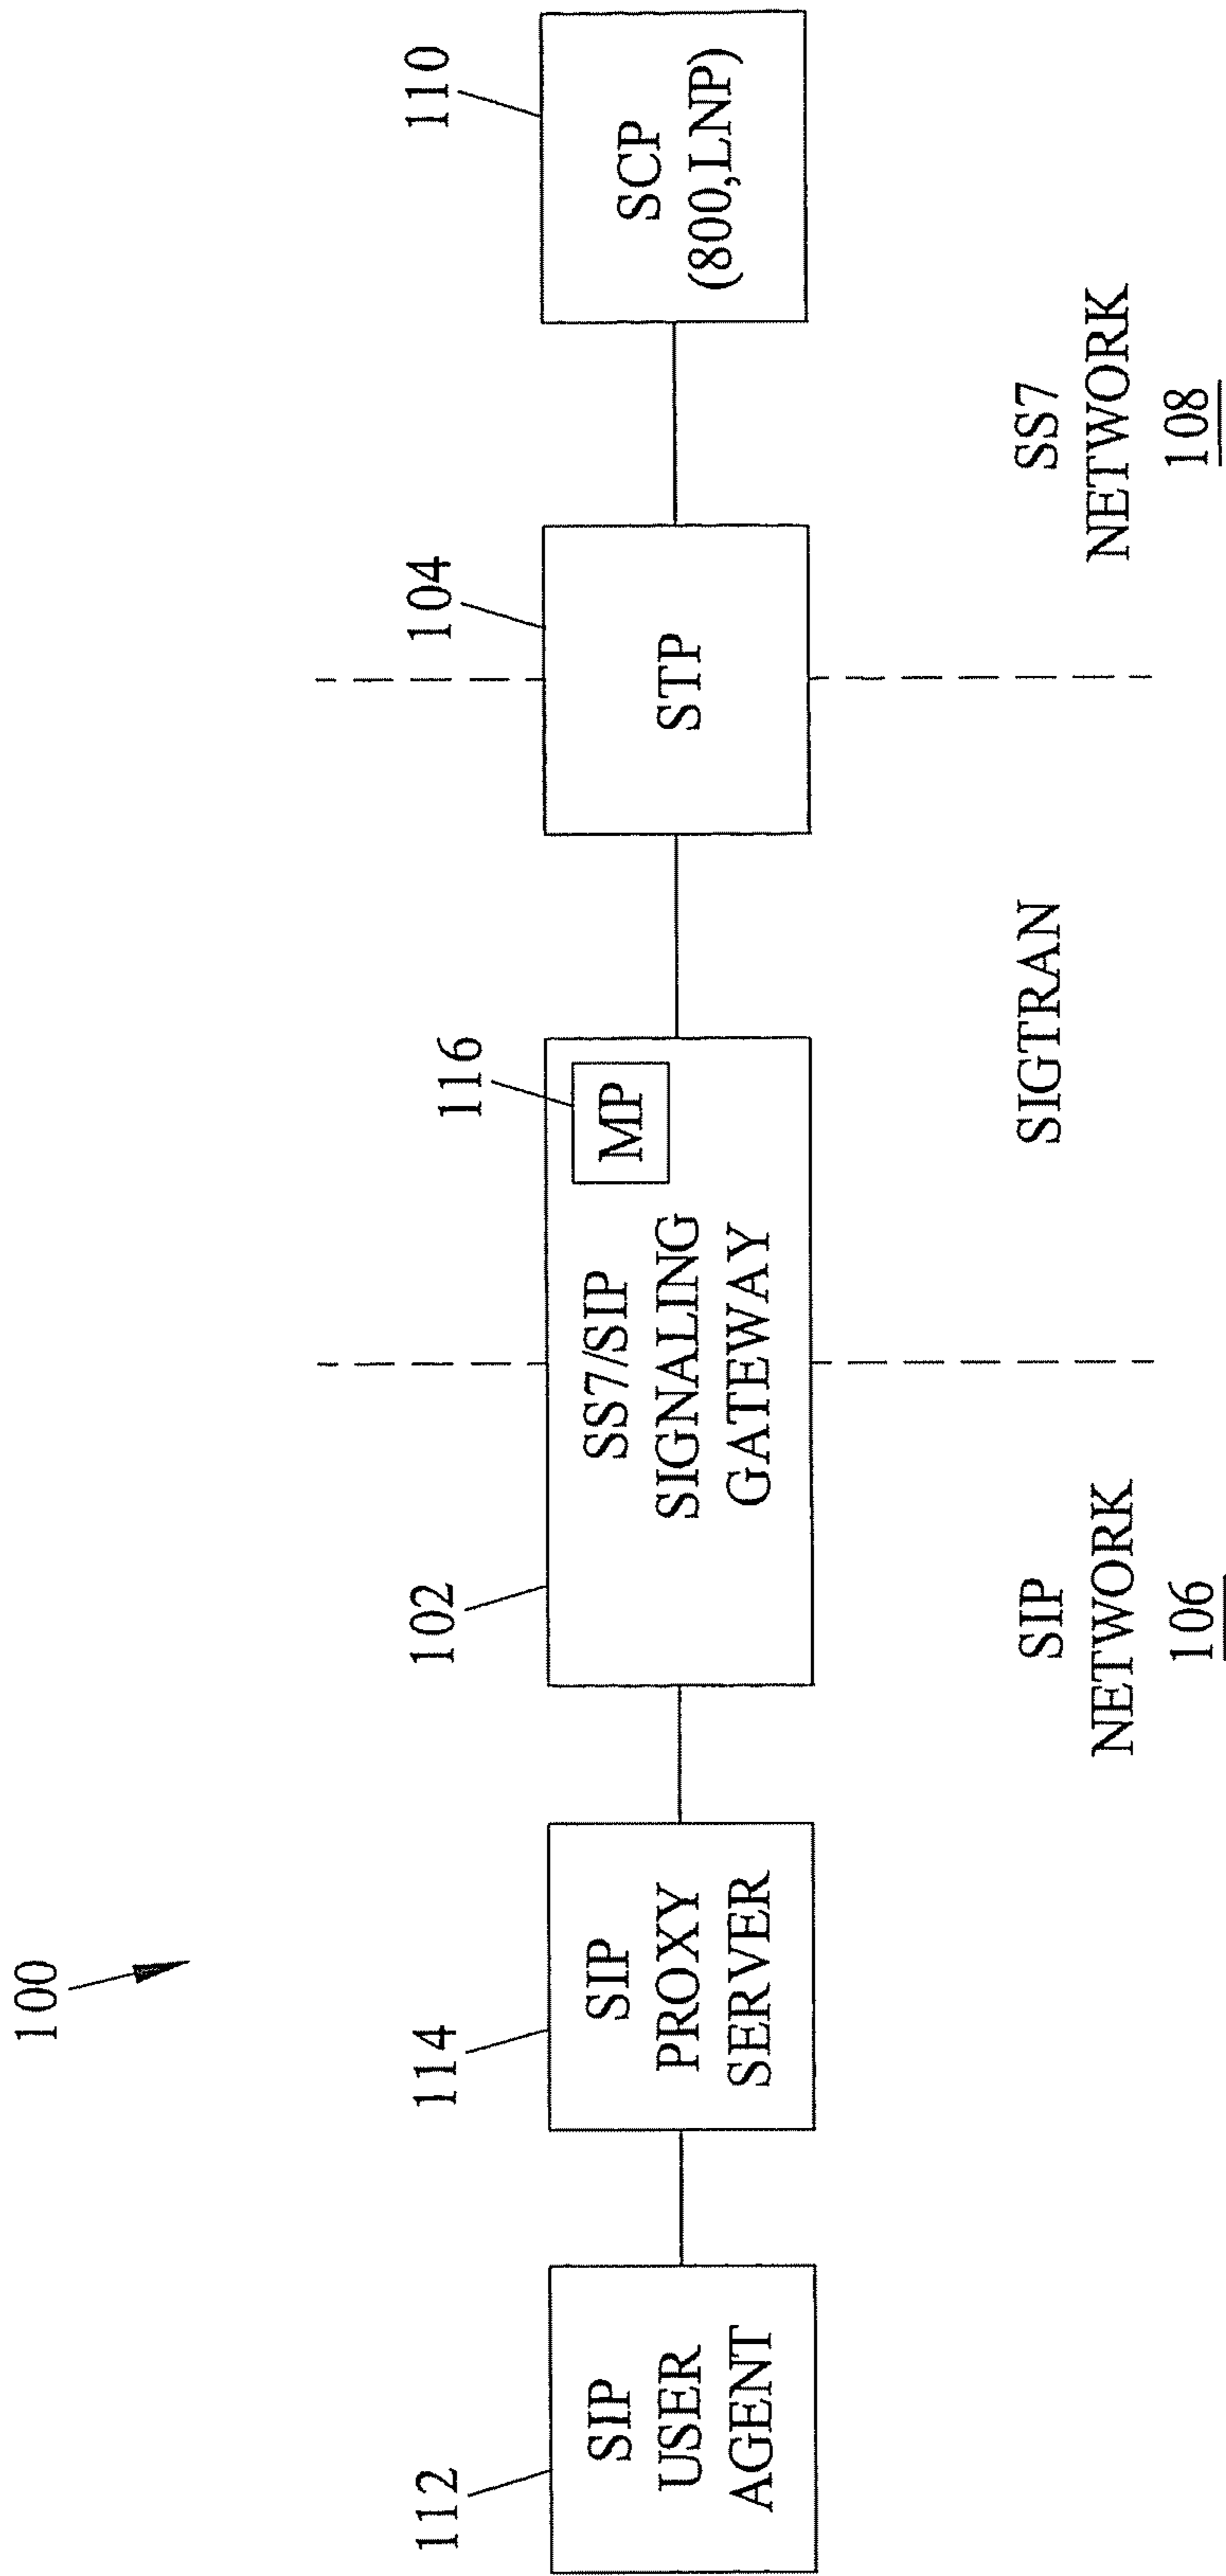 100
112
SIP
USER
AGENT
114
SIP
PROXY
SERVER
102
SS7/SIP
SIGNALING
GATEWAY
116
MP
104
STP
110
SCP
(800,LNP)
SIP
NETWORK
106
SIGTRAN
SS7
NETWORK
108